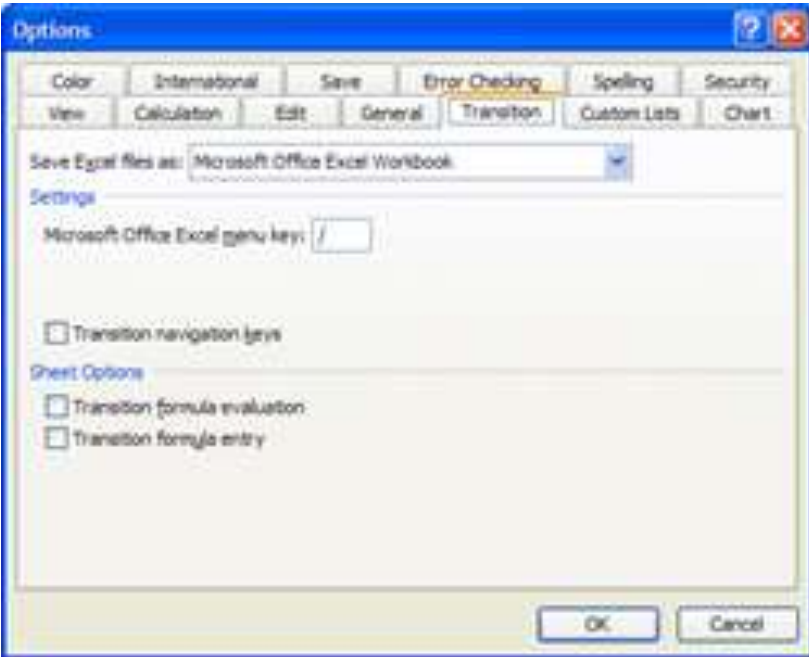 Options
Color International Save Error Checking Spelling Security
View Calculation Edit General Transition Custom Lists Chart
Save Excel files as: Microsoft Office Excel Workbook
Settings
Microsoft Office Excel menu key: /
Transition navigation keys
Sheet Options
Transition formula evaluation
Transition formula entry
OK Cancel